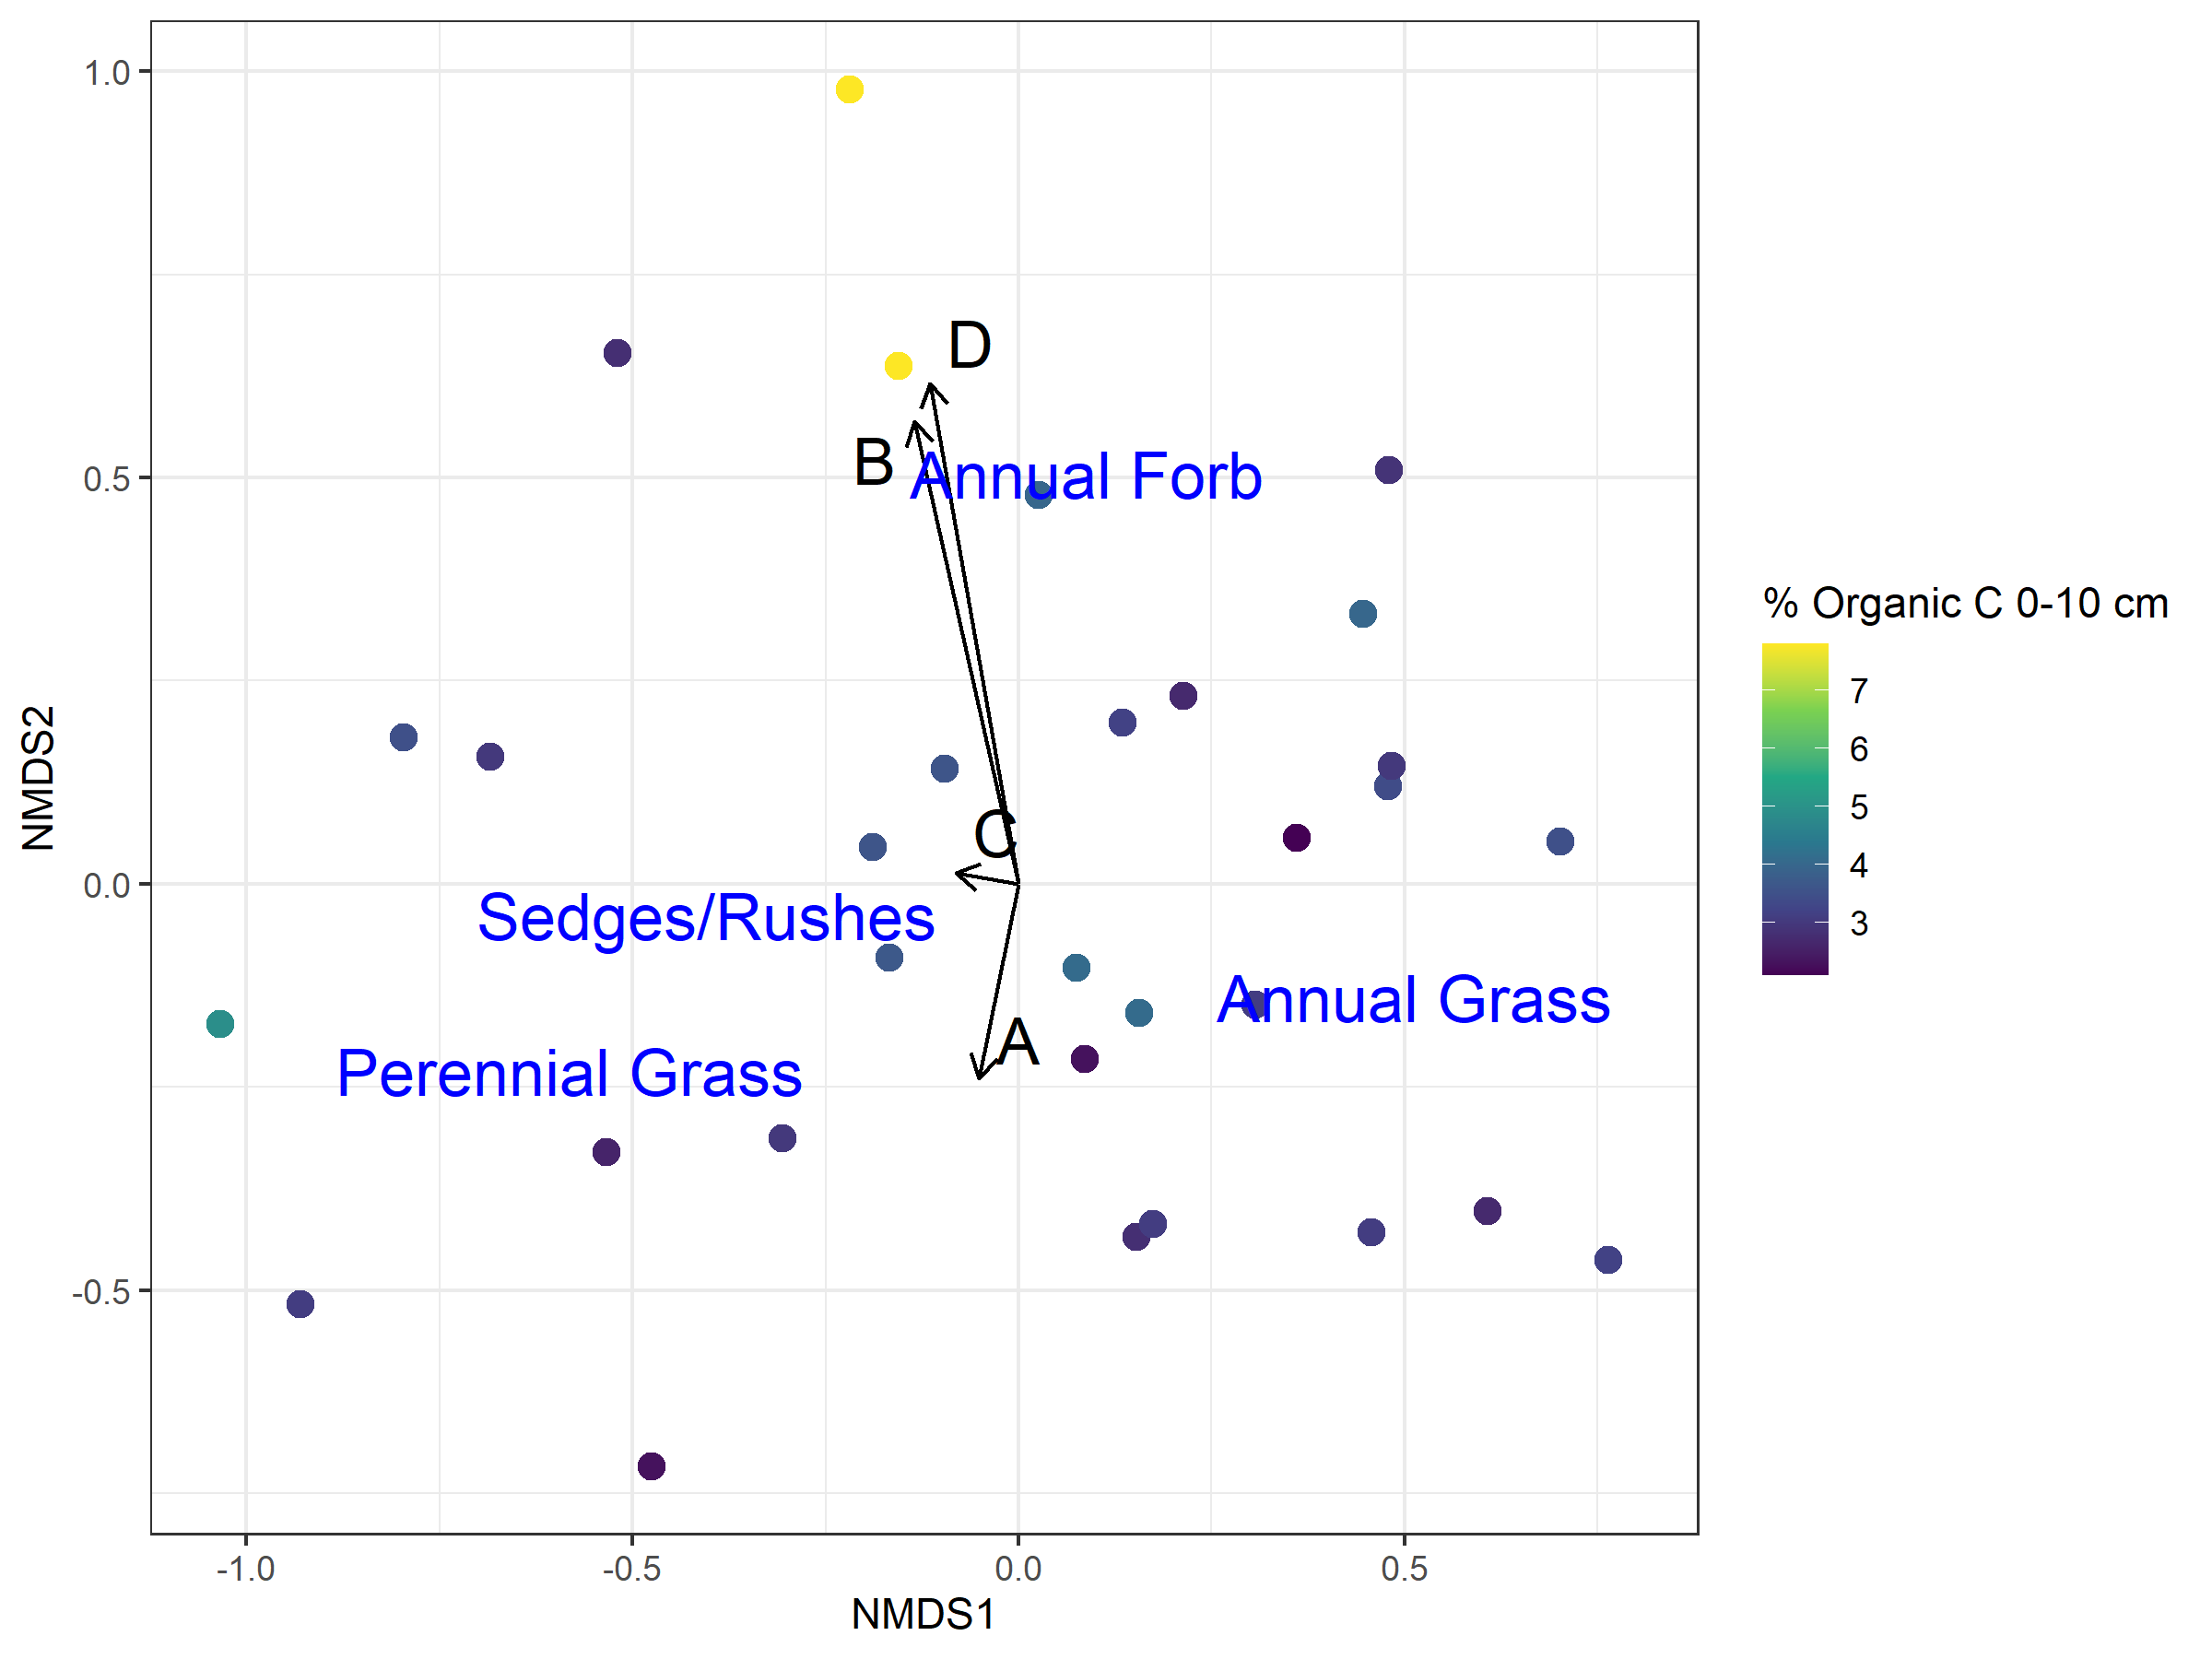 1.0
0.5
0.0
-0.5
NMDS2
-1.0
-0.5
0.0
0.5
NMDS1
D
B
Annual Forb
C
Sedges/Rushes
Annual Grass
A
Perennial Grass
% Organic C 0-10 cm
7
6
5
4
3